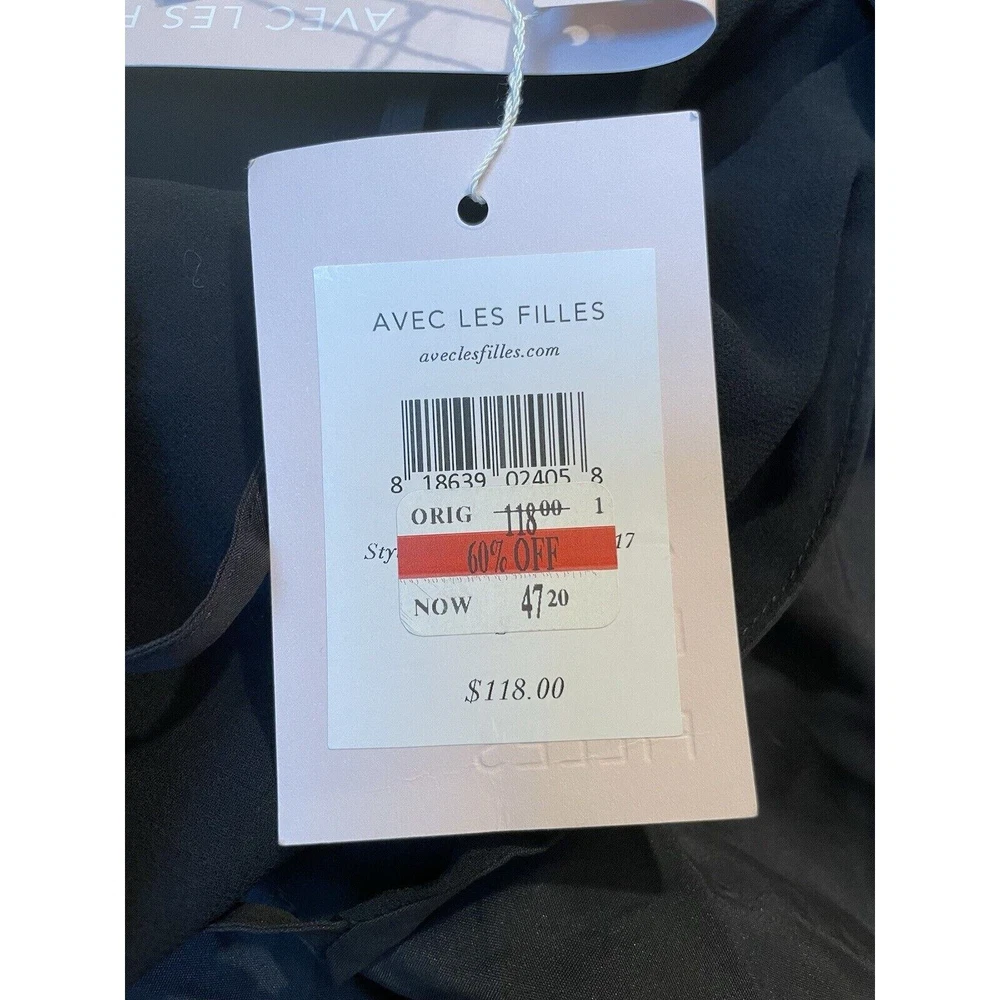 AVEC LES F
AVEC LES FILLES
aveclesfilles.com
8 18639 02405 8
ORIG 118 00 1
Sty 17
60% OFF
NOW 47 20
$118.00